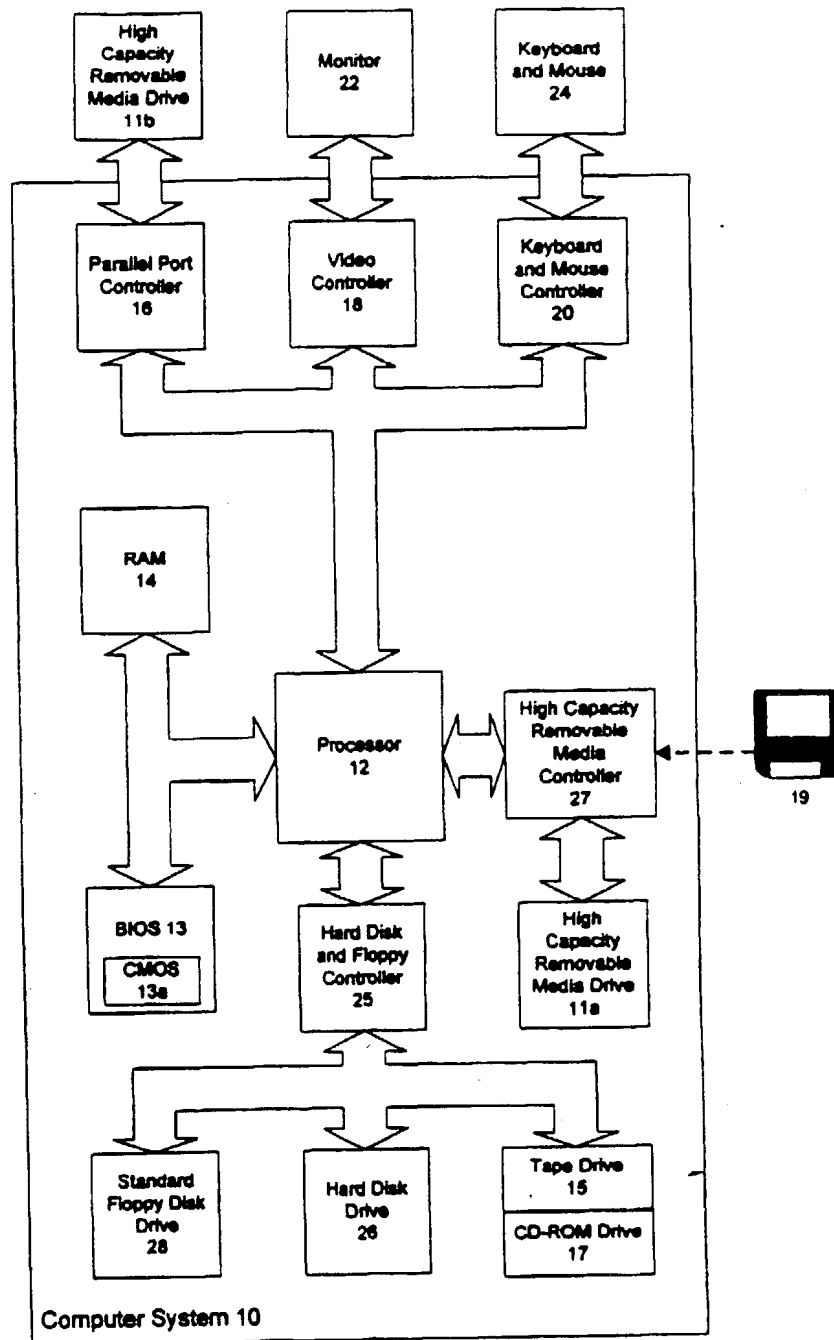 High
Capacity
Removable
Media Drive
11b
Monitor
22
Keyboard
and Mouse
24
Parallel Port
Controller
16
Video
Controller
18
Keyboard
and Mouse
Controller
20
RAM
14
Processor
12
High Capacity
Removable
Media
Controller
27
19
BIOS 13
CMOS
13a
Hard Disk
and Floppy
Controller
25
High
Capacity
Removable
Media Drive
11a
Standard
Floppy Disk
Drive
28
Hard Disk
Drive
26
Tape Drive
15
CD-ROM Drive
17
Computer System 10